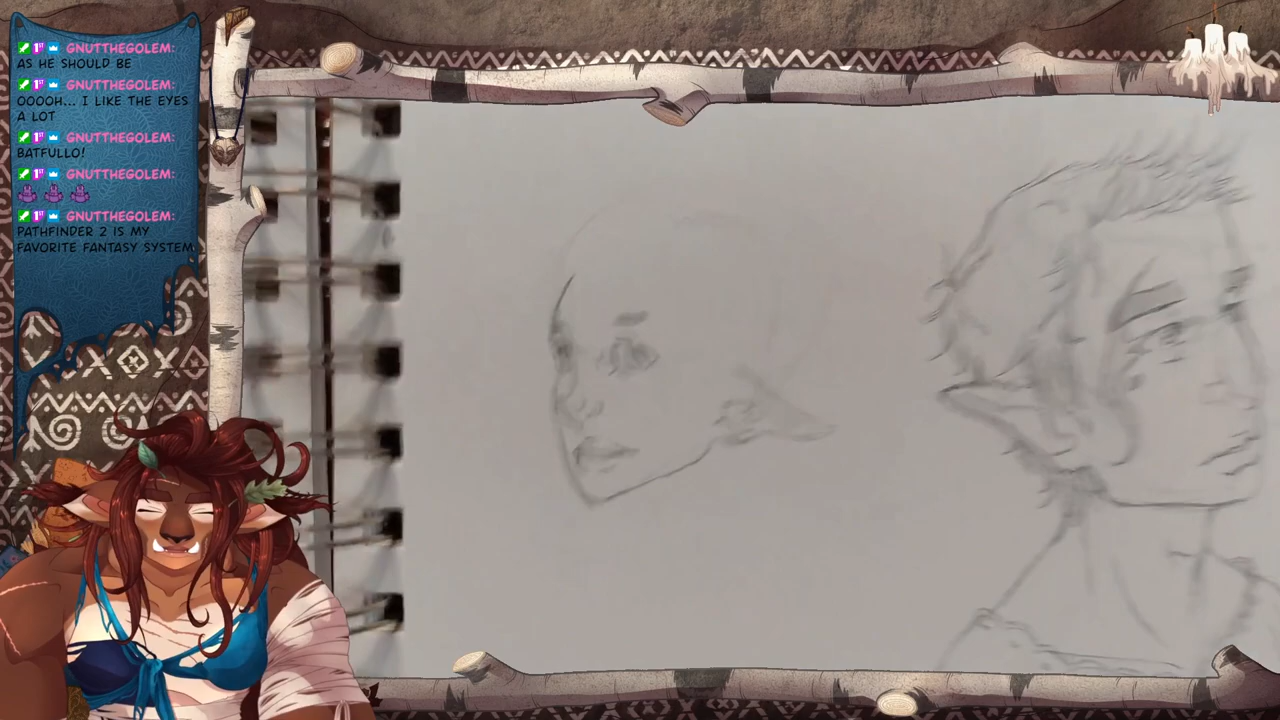 GNUTTHEGOLEM:
AS HE SHOULD BE
GNUTTHEGOLEM:
OOOOH... I LIKE THE EYES
A LOT
GNUTTHEGOLEM:
BATFULLO!
GNUTTHEGOLEM:
GNUTTHEGOLEM:
PATHFINDER 2 IS MY
FAVORITE FANTASY SYSTEM